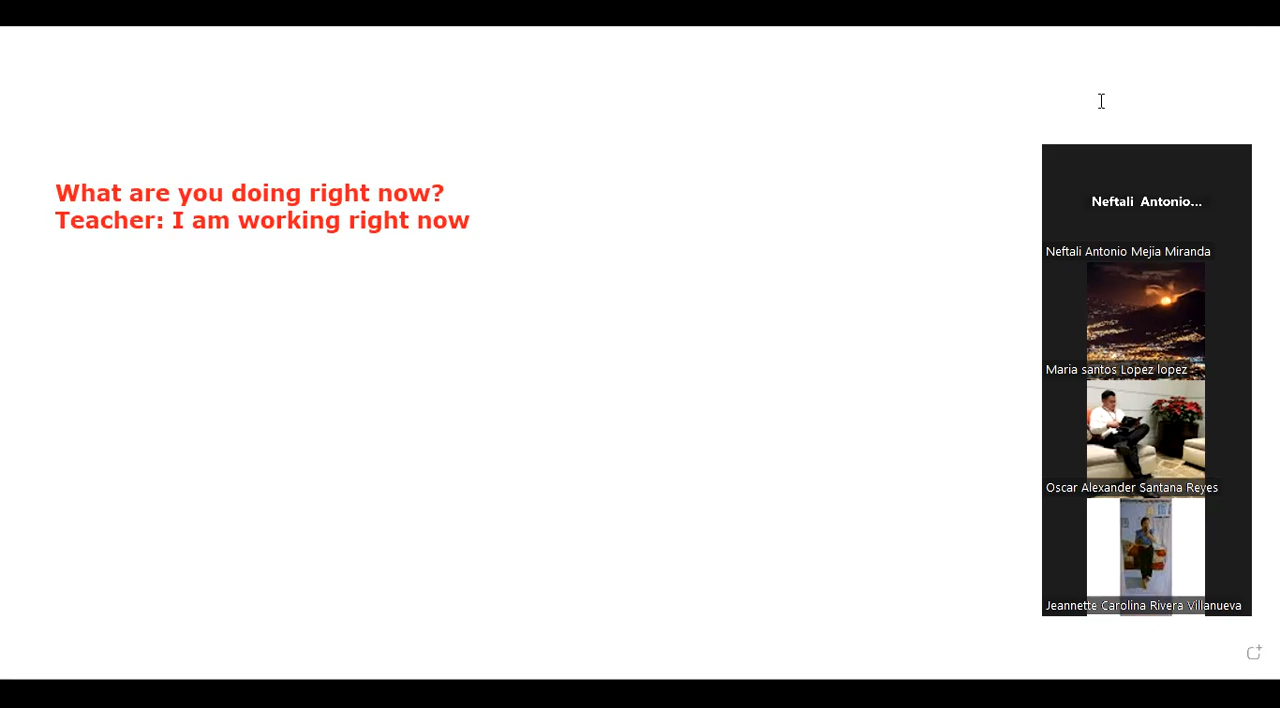 What are you doing right now?
Teacher: I am working right now
Neftali Antonio...
Neftali Antonio Mejia Miranda
Maria santos Lopez lopez
Oscar Alexander Santana Reyes
Jeannette Carolina Rivera Villanueva